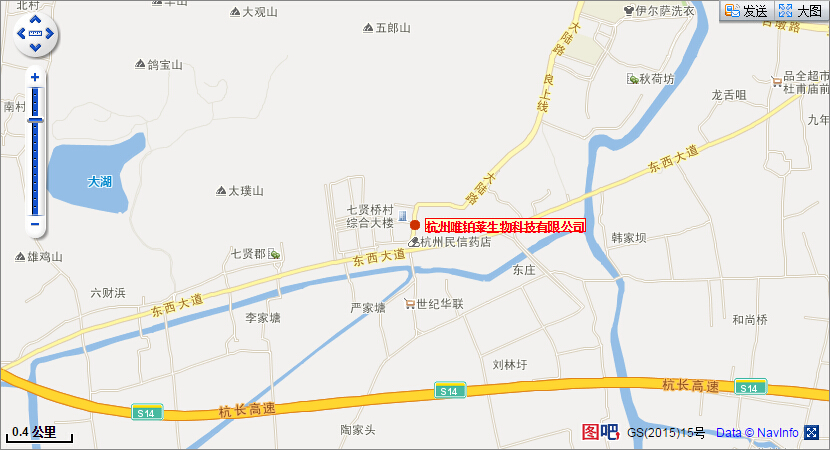 北村
大观山
五郎山
大陆路
良上线
伊尔萨洗衣
发送
大图
鸽宝山
秋荷坊
品全超市
杜甫庙前
龙舌咀
南村
九年
东西大道
大湖
太璞山
大陆路
七贤桥村
综合大楼
杭州唯铂莱生物科技有限公司
杭州民信药店
韩家坝
七贤郡
东西大道
雄鸡山
东庄
六财浜
东西大道
严家塘
世纪华联
李家塘
和尚桥
刘林圩
S14
杭长高速
S14
杭长高速
S14
陶家头
0.4 公里
图吧
GS(2015)15号
Data © NavInfo